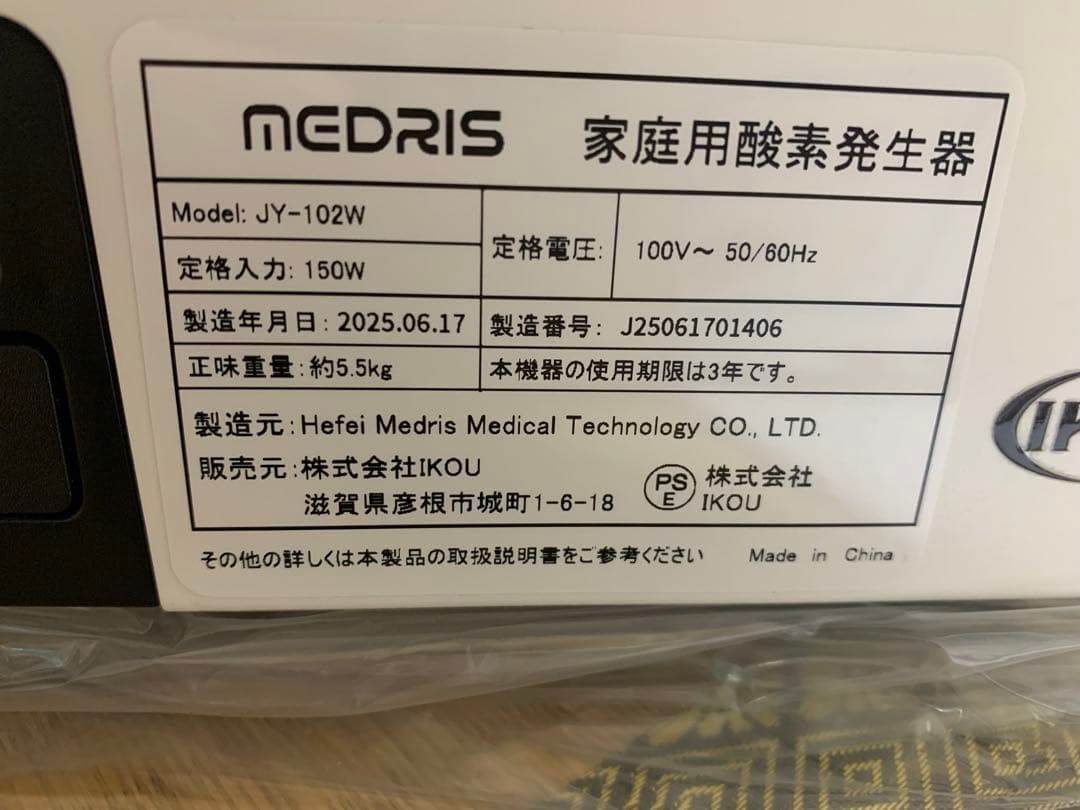 MEDRIS 家庭用酸素発生器
Model: JY-102W
定格入力: 150W
定格電圧: 100V～ 50/60Hz
製造年月日: 2025.06.17
製造番号: J25061701406
正味重量:約5.5kg
本機器の使用期限は3年です。
製造元:Hefei Medris Medical Technology CO., LTD.
販売元:株式会社IKOU
滋賀県彦根市城町1-6-18
PS
E
株式会社
IKOU
その他の詳しくは本製品の取扱説明書をご参考ください Made in China